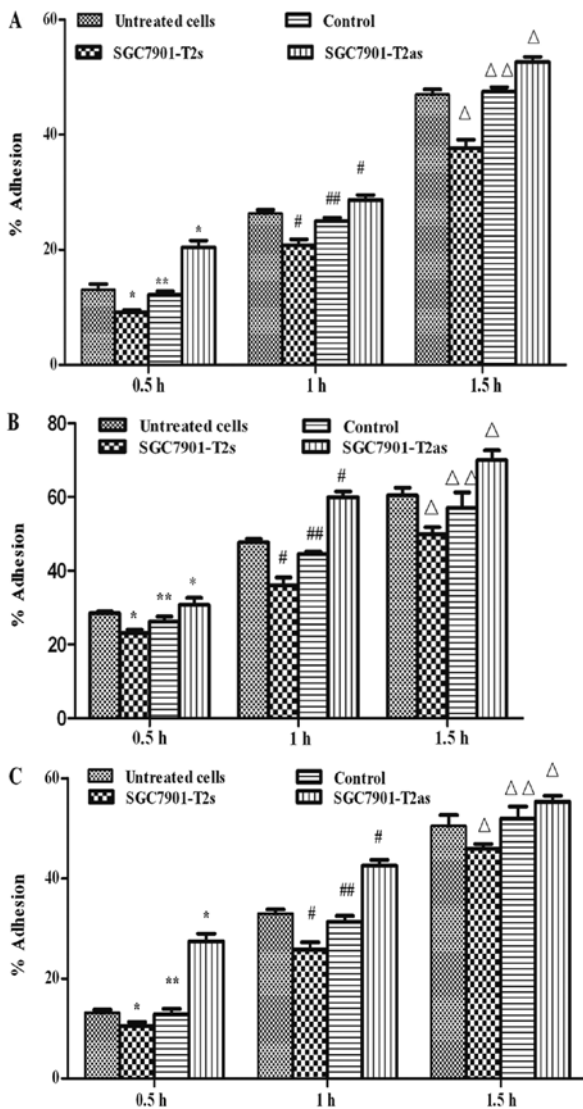 A
60
Untreated cells
Control
SGC7901-T2s
SGC7901-T2as
Δ
Δ Δ
Δ
% Adhesion
40
#
##
#
20
*
*
**
0
0.5 h
1 h
1.5 h
B
80
Untreated cells
Control
SGC7901-T2s
SGC7901-T2as
Δ
#
Δ Δ
Δ
60
% Adhesion
##
#
40
*
**
*
20
0
0.5 h
1 h
1.5 h
C
60
Untreated cells
Control
SGC7901-T2s
SGC7901-T2as
Δ
Δ Δ
Δ
% Adhesion
40
#
##
#
*
20
*
**
0
0.5 h
1 h
1.5 h